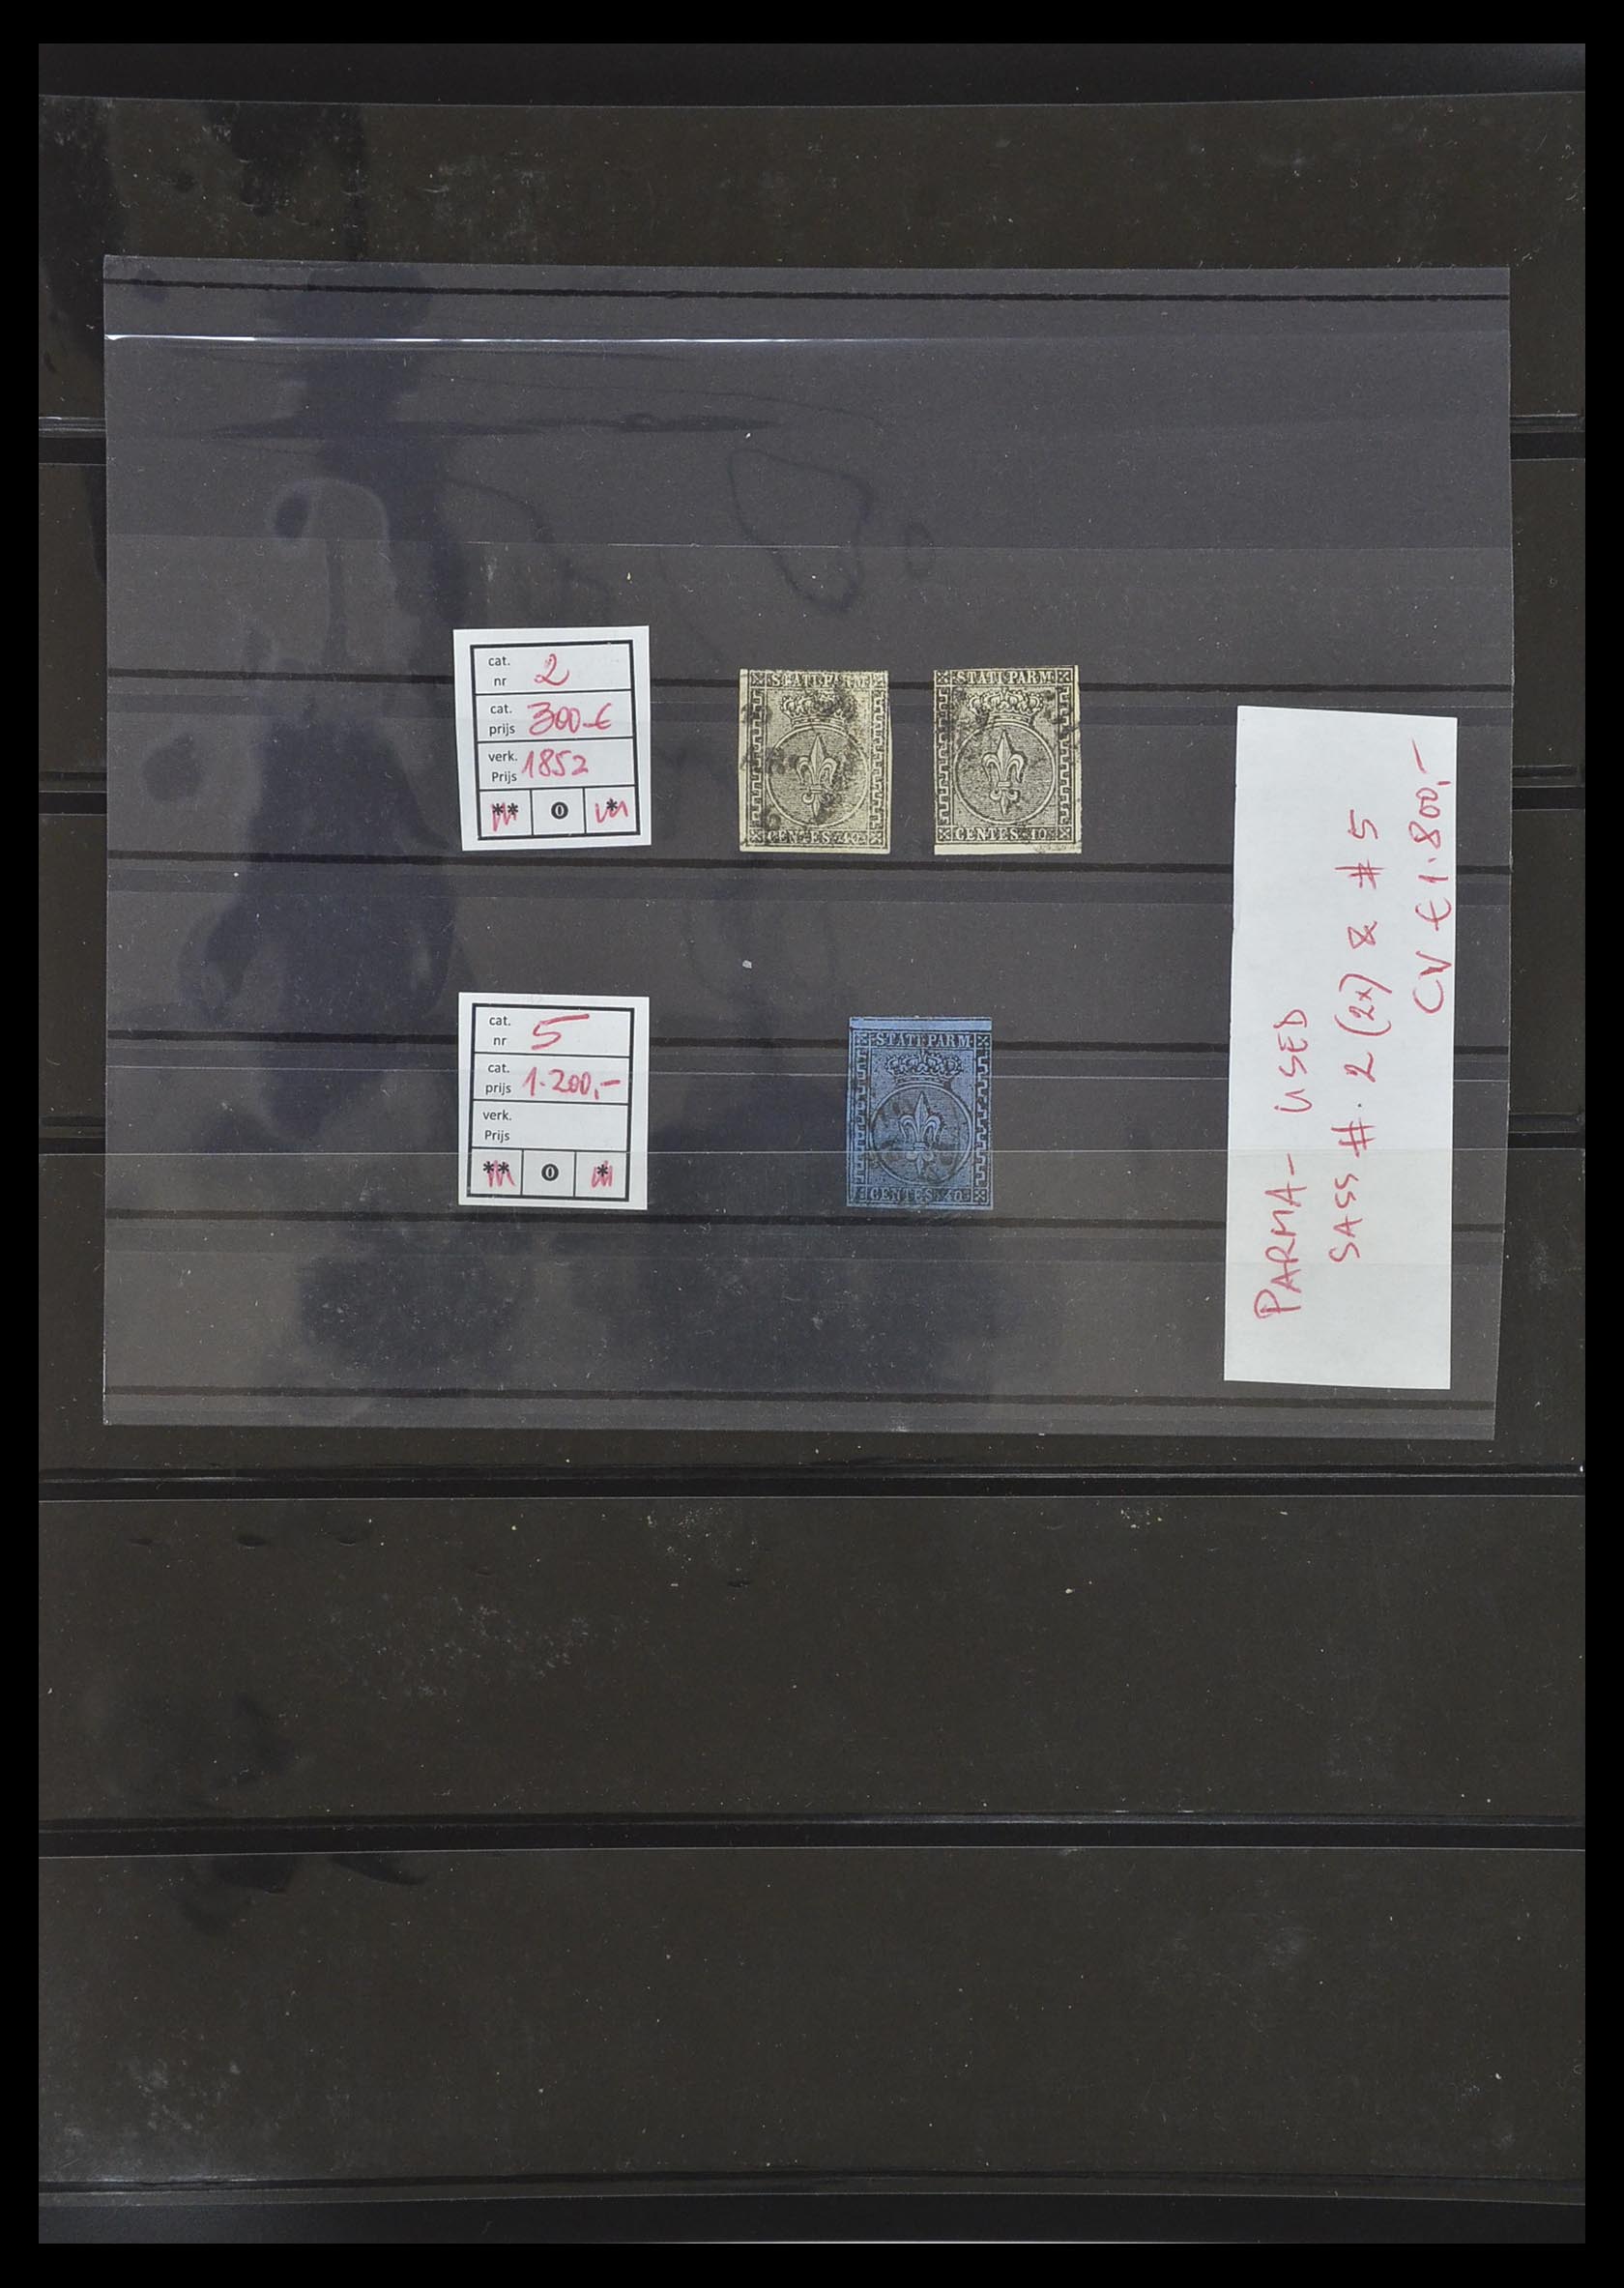 cat. nr 2
cat. prijs 300-€
verk. Prijs 1852
** 0 *
STATI PARM
CENTES. 10
STATI PARM
CENTES. 10
cat. nr 5
cat. prijs 1.200,-
verk. Prijs
** 0 *
STATI PARM
CENTES. 40
PARMA - USED
SASS #. 2 (2x) & #5
CV € 1.800,-